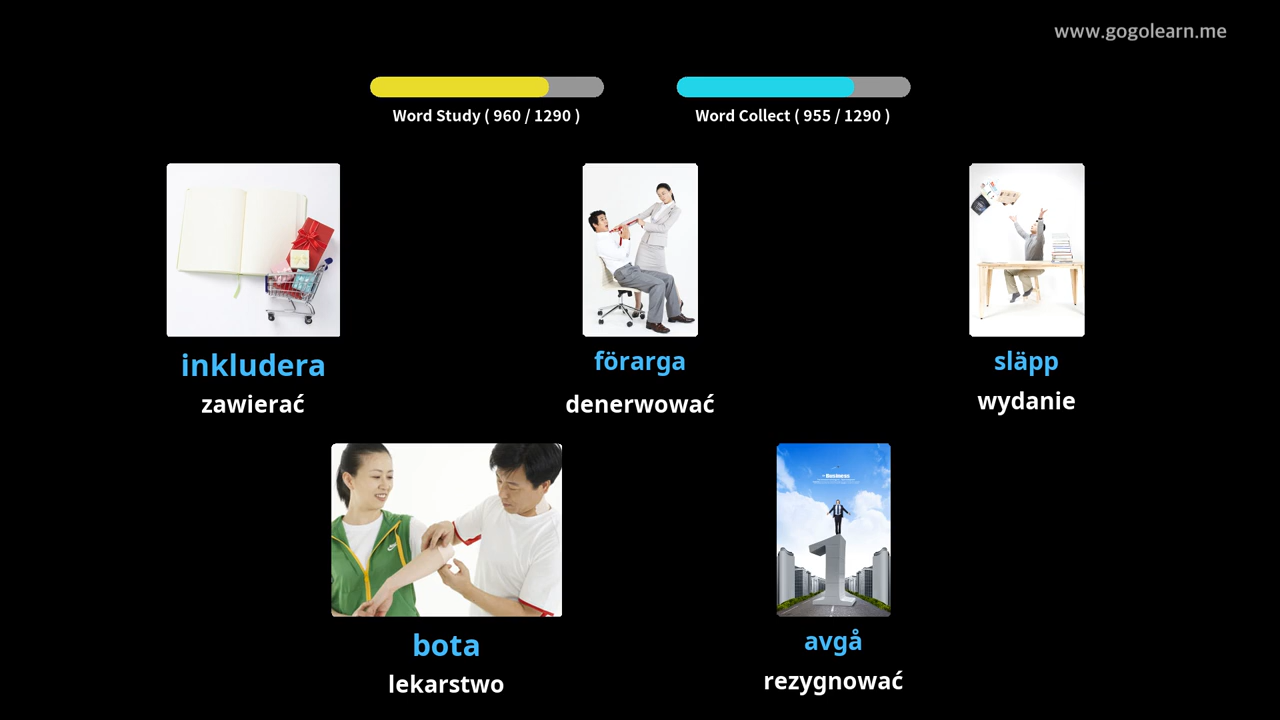 www.gogolearn.me
Word Study ( 960 / 1290 )
Word Collect ( 955 / 1290 )
inkludera
zawierać
förarga
denerwować
släpp
wydanie
Business
bota
lekarstwo
avgå
rezygnować